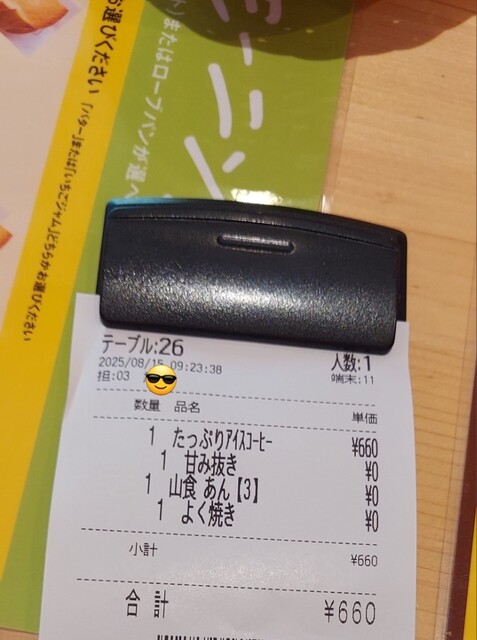 お選びください
「バター」または「いちごジャム」どちらかお選びください
またはローブパンが選べ
ーニン
テーブル:26
人数:1
2025/08/15 09:23:38
端末:11
担:03
数量 品名 単価
1 たっぷりアイスコーヒー ¥660
1 甘み抜き ¥0
1 山食 あん【3】 ¥0
1 よく焼き ¥0
小計 ¥660
合計 ¥660